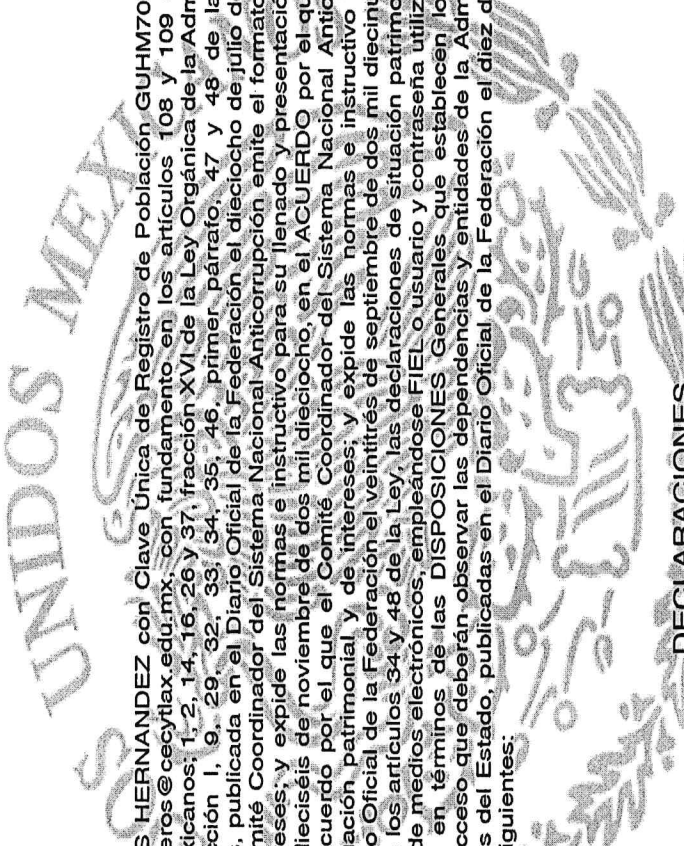 UNIDOS MEX
S HERNANDEZ con Clave Única de Registro de Población GUHM70
eros@cecytlax.edu.mx, con fundamento en los artículos 108 y 109
xicanos; 1, 2, 14, 16, 26 y 37, fracción XVI de la Ley Orgánica de la Adm
cción I, 9, 29, 32, 33, 34, 35, 46, primer párrafo, 47 y 48 de la
, publicada en el Diario Oficial de la Federación el dieciocho de julio de
mité Coordinador del Sistema Nacional Anticorrupción emite el formato
eses; y expide las normas e instructivo para su llenado y presentació
dieciséis de noviembre de dos mil dieciocho, en el ACUERDO por el qu
cuerdo por el que el Comité Coordinador del Sistema Nacional Antic
lación patrimonial y de intereses; y expide las normas e instructivo
o Oficial de la Federación el veintitrés de septiembre de dos mil diecinu
los artículos 34 y 48 de la Ley, las declaraciones de situación patrimo
de medios electrónicos, empleándose FIEL o usuario y contraseña utiliz
en términos de las DISPOSICIONES Generales que establecen lo
cceso que deberán observar las dependencias y entidades de la Adm
s del Estado, publicadas en el Diario Oficial de la Federación el diez d
iguientes:
DECLARACIONES